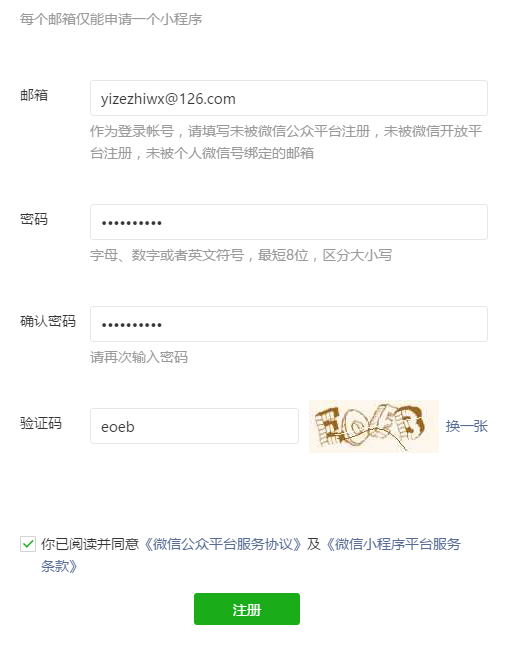 每个邮箱仅能申请一个小程序
邮箱
yizezhiwx@126.com
作为登录帐号，请填写未被微信公众平台注册，未被微信开放平
台注册，未被个人微信号绑定的邮箱
密码
••••••••••
字母、数字或者英文符号，最短8位，区分大小写
确认密码
••••••••••
请再次输入密码
验证码
eoeb
EOEB
换一张
你已阅读并同意《微信公众平台服务协议》及《微信小程序平台服务
条款》
注册